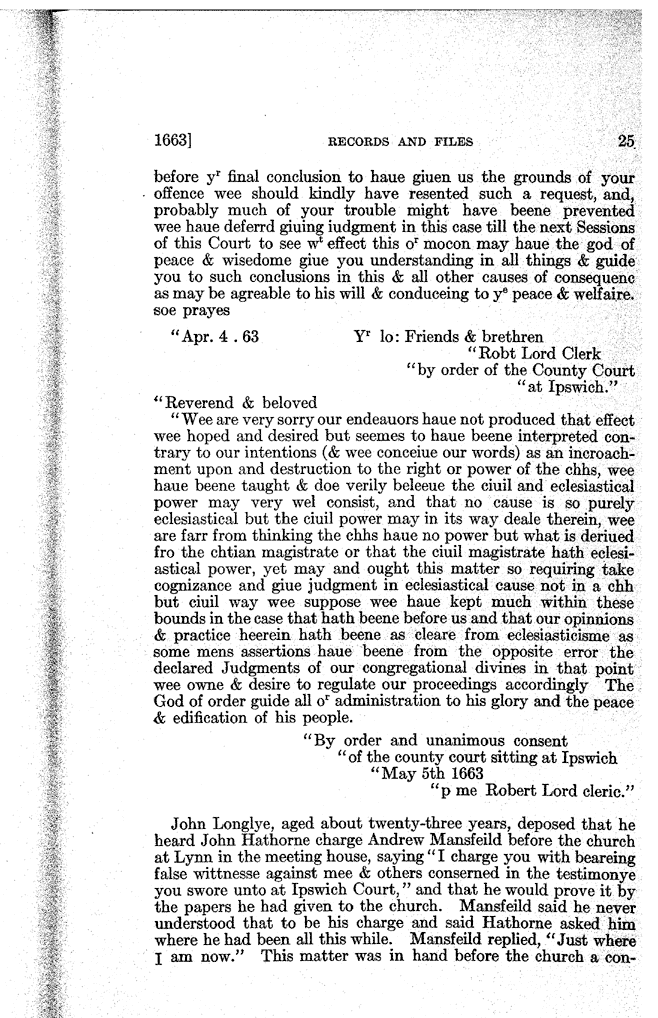 1663] RECORDS AND FILES 25
before yʳ final conclusion to haue giuen us the grounds of your
offence wee should kindly have resented such a request, and,
probably much of your trouble might have beene prevented
wee haue deferrd giuing iudgment in this case till the next Sessions
of this Court to see wᵗ effect this oʳ mocon may haue the god of
peace & wisedome giue you understanding in all things & guide
you to such conclusions in this & all other causes of consequenc
as may be agreable to his will & conduceing to yᵉ peace & welfaire.
soe prayes
"Apr. 4 . 63 Yʳ lo: Friends & brethren
"Robt Lord Clerk
"by order of the County Court
"at Ipswich."
"Reverend & beloved
"Wee are very sorry our endeauors haue not produced that effect
wee hoped and desired but seemes to haue beene interpreted con-
trary to our intentions (& wee conceiue our words) as an incroach-
ment upon and destruction to the right or power of the chhs, wee
haue beene taught & doe verily beleeue the ciuil and eclesiastical
power may very wel consist, and that no cause is so purely
eclesiastical but the ciuil power may in its way deale therein, wee
are farr from thinking the chhs haue no power but what is deriued
fro the chtian magistrate or that the ciuil magistrate hath eclesi-
astical power, yet may and ought this matter so requiring take
cognizance and giue judgment in eclesiastical cause not in a chh
but ciuil way wee suppose wee haue kept much within these
bounds in the case that hath beene before us and that our opinnions
& practice heerein hath beene as cleare from eclesiasticisme as
some mens assertions haue beene from the opposite error the
declared Judgments of our congregational divines in that point
wee owne & desire to regulate our proceedings accordingly The
God of order guide all oʳ administration to his glory and the peace
& edification of his people.
"By order and unanimous consent
"of the county court sitting at Ipswich
"May 5th 1663
"p me Robert Lord cleric."
John Longlye, aged about twenty-three years, deposed that he
heard John Hathorne charge Andrew Mansfeild before the church
at Lynn in the meeting house, saying "I charge you with beareing
false wittnesse against mee & others conserned in the testimonye
you swore unto at Ipswich Court," and that he would prove it by
the papers he had given to the church. Mansfeild said he never
understood that to be his charge and said Hathorne asked him
where he had been all this while. Mansfeild replied, "Just where
I am now." This matter was in hand before the church a con-